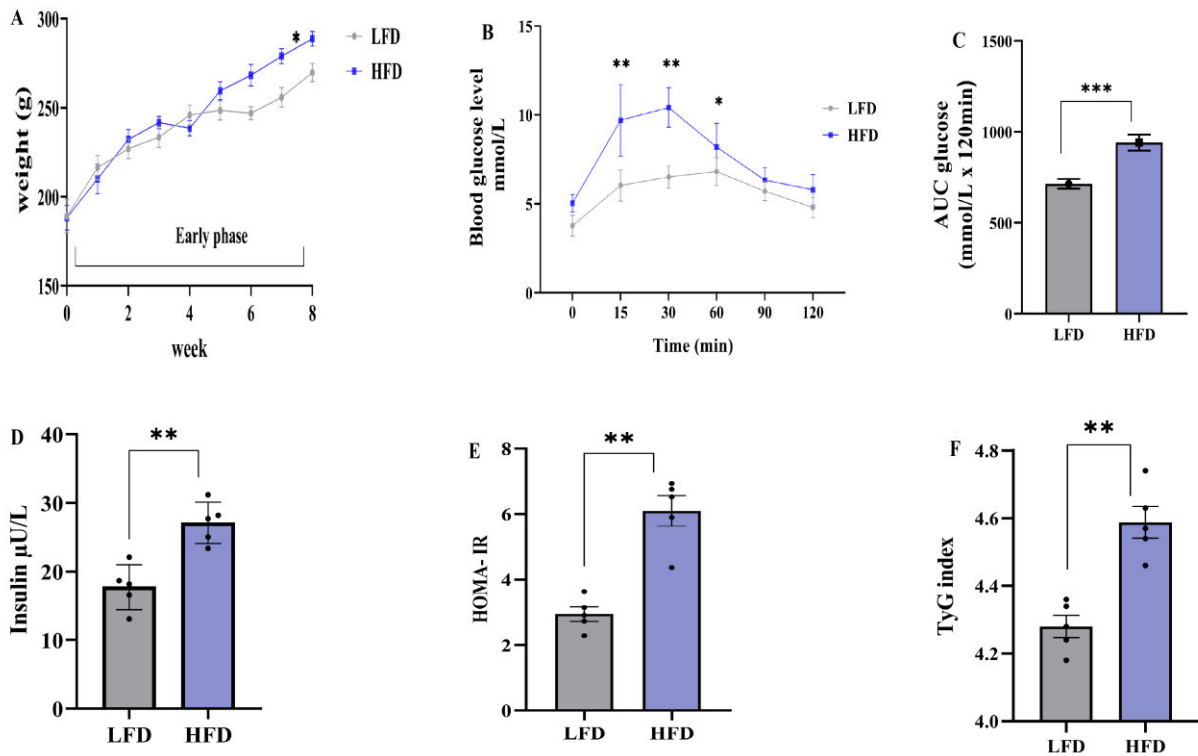 A
300
250
200
150
weight (g)
*
LFD
HFD
Early phase
0
2
4
6
8
week
B
15
10
5
0
Blood glucose level
mmol/L
**
**
*
LFD
HFD
0
15
30
60
90
120
Time (min)
C
1500
1000
500
0
AUC glucose
(mmol/L x 120min)
***
LFD
HFD
D
40
30
20
10
0
Insulin µU/L
**
LFD
HFD
E
8
6
4
2
0
HOMA- IR
**
LFD
HFD
F
4.8
4.6
4.4
4.2
4.0
TyG index
**
LFD
HFD